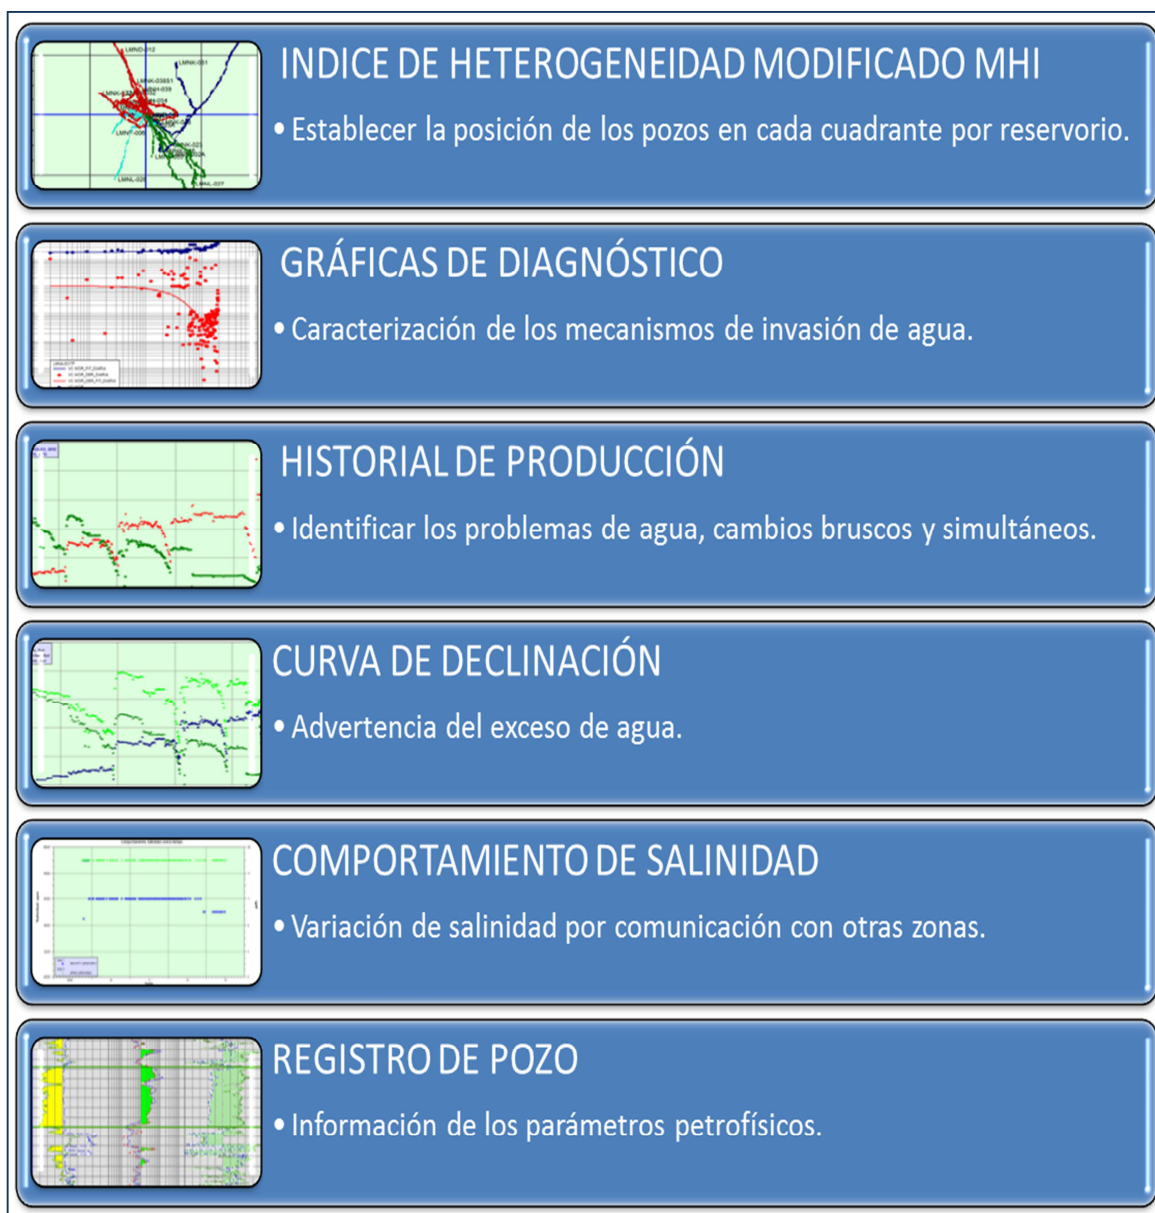 INDICE DE HETEROGENEIDAD MODIFICADO MHI
• Establecer la posición de los pozos en cada cuadrante por reservorio.
LMND-012
GRÁFICAS DE DIAGNÓSTICO
• Caracterización de los mecanismos de invasión de agua.
HISTORIAL DE PRODUCCIÓN
• Identificar los problemas de agua, cambios bruscos y simultáneos.
CURVA DE DECLINACIÓN
• Advertencia del exceso de agua.
COMPORTAMIENTO DE SALINIDAD
• Variación de salinidad por comunicación con otras zonas.
REGISTRO DE POZO
• Información de los parámetros petrofísicos.